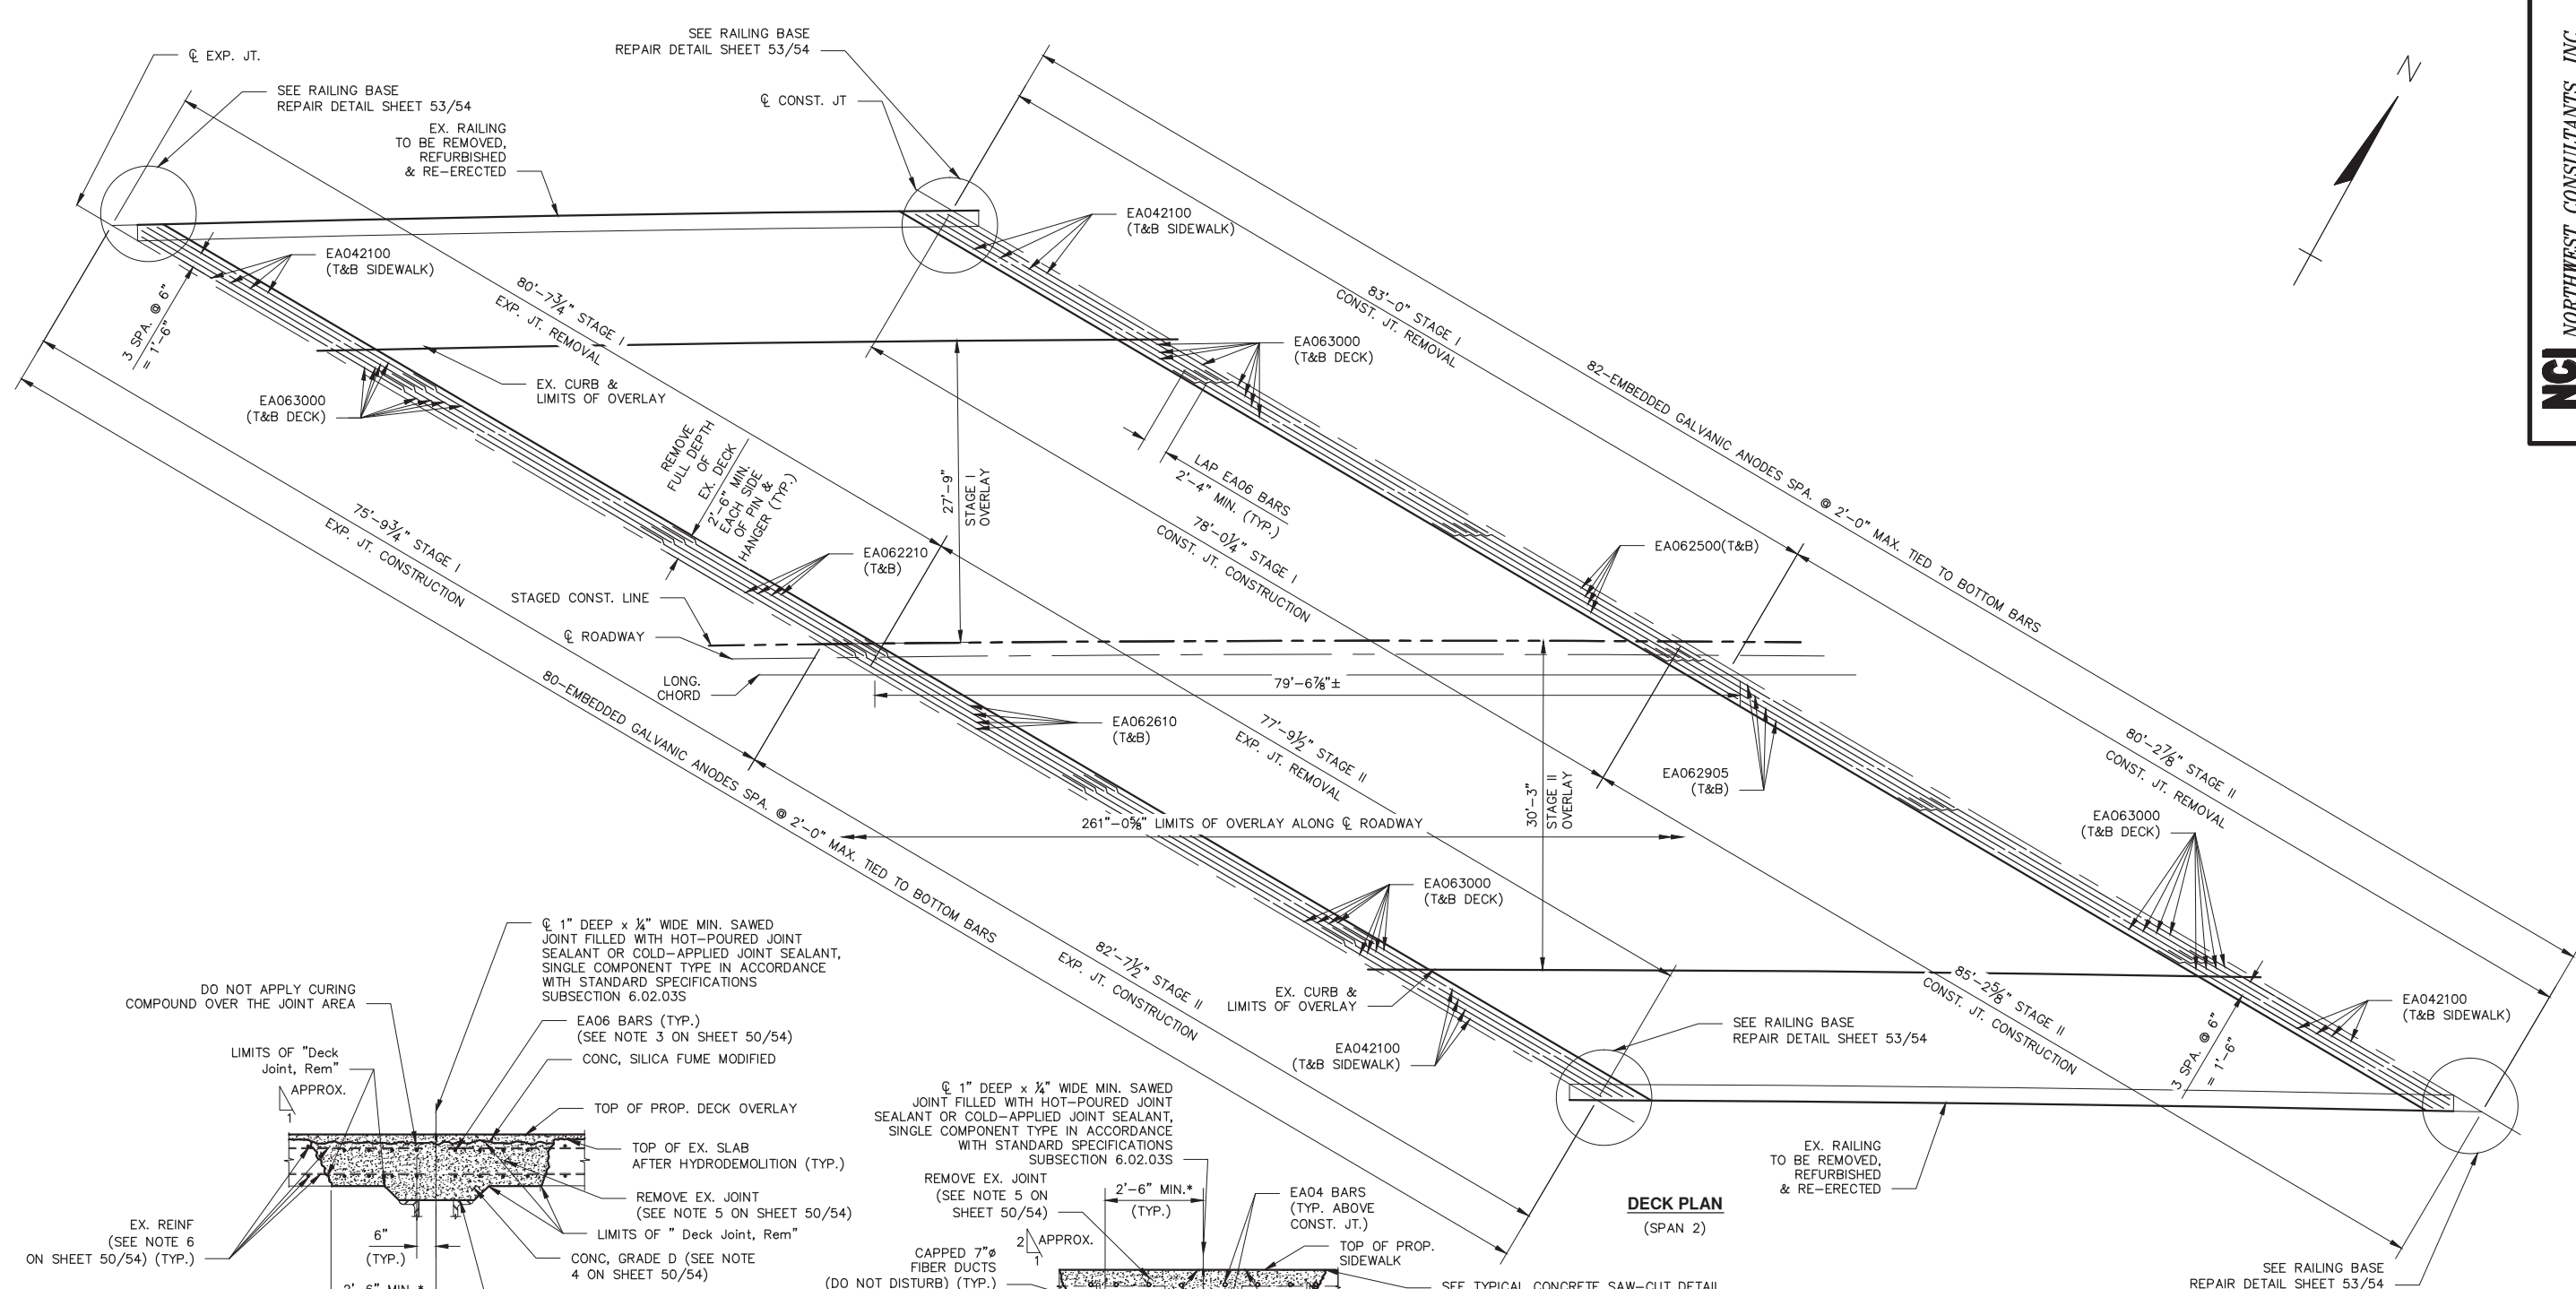 ℄ EXP. JT.
SEE RAILING BASE
REPAIR DETAIL SHEET 53/54
EX. RAILING
TO BE REMOVED,
REFURBISHED
& RE-ERECTED
SEE RAILING BASE
REPAIR DETAIL SHEET 53/54
℄ CONST. JT
N
NCI NORTHWEST CONSULTANTS, INC.
EA042100
(T&B SIDEWALK)
EA042100
(T&B SIDEWALK)
3 SPA. @ 6"
= 1'-6"
80'-7¾" STAGE I
EXP. JT. REMOVAL
83'-0" STAGE I
CONST. JT. REMOVAL
82-EMBEDDED GALVANIC ANODES SPA. @ 2'-0" MAX. TIED TO BOTTOM BARS
EA063000
(T&B DECK)
EX. CURB &
LIMITS OF OVERLAY
EA063000
(T&B DECK)
REMOVE
FULL DEPTH
OF
EX. DECK
2'-6" MIN.
EACH SIDE
OF PIN &
HANGER (TYP.)
27'-9"
STAGE I
OVERLAY
LAP EA06 BARS
2'-4" MIN. (TYP.)
75'-9¾" STAGE I
EXP. JT. CONSTRUCTION
78'-0¼" STAGE I
CONST. JT. CONSTRUCTION
EA062210
(T&B)
EA062500(T&B)
STAGED CONST. LINE
℄ ROADWAY
LONG.
CHORD
79'-6⅞"±
80-EMBEDDED GALVANIC ANODES SPA. @ 2'-0" MAX. TIED TO BOTTOM BARS
EA062610
(T&B)
77'-9½" STAGE II
EXP. JT. REMOVAL
EA062905
(T&B)
30'-3"
STAGE II
OVERLAY
80'-2⅞" STAGE II
CONST. JT. REMOVAL
261"-0⅝" LIMITS OF OVERLAY ALONG ℄ ROADWAY
EA063000
(T&B DECK)
EA063000
(T&B DECK)
82'-7½" STAGE II
EXP. JT. CONSTRUCTION
85'-2⅝" STAGE II
CONST. JT. CONSTRUCTION
EX. CURB &
LIMITS OF OVERLAY
EA042100
(T&B SIDEWALK)
SEE RAILING BASE
REPAIR DETAIL SHEET 53/54
3 SPA. @ 6"
= 1'-6"
EA042100
(T&B SIDEWALK)
EX. RAILING
TO BE REMOVED,
REFURBISHED
& RE-ERECTED
SEE RAILING BASE
REPAIR DETAIL SHEET 53/54
DECK PLAN
(SPAN 2)
℄ 1" DEEP x ¼" WIDE MIN. SAWED
JOINT FILLED WITH HOT-POURED JOINT
SEALANT OR COLD-APPLIED JOINT SEALANT,
SINGLE COMPONENT TYPE IN ACCORDANCE
WITH STANDARD SPECIFICATIONS
SUBSECTION 6.02.03S
DO NOT APPLY CURING
COMPOUND OVER THE JOINT AREA
EA06 BARS (TYP.)
(SEE NOTE 3 ON SHEET 50/54)
CONC, SILICA FUME MODIFIED
LIMITS OF "Deck
Joint, Rem"
APPROX.
1
TOP OF PROP. DECK OVERLAY
TOP OF EX. SLAB
AFTER HYDRODEMOLITION (TYP.)
REMOVE EX. JOINT
(SEE NOTE 5 ON SHEET 50/54)
LIMITS OF " Deck Joint, Rem"
CONC, GRADE D (SEE NOTE
4 ON SHEET 50/54)
EX. REINF
(SEE NOTE 6
ON SHEET 50/54) (TYP.)
6"
(TYP.)
2'-6" MIN.*
℄ 1" DEEP x ¼" WIDE MIN. SAWED
JOINT FILLED WITH HOT-POURED JOINT
SEALANT OR COLD-APPLIED JOINT SEALANT,
SINGLE COMPONENT TYPE IN ACCORDANCE
WITH STANDARD SPECIFICATIONS
SUBSECTION 6.02.03S
REMOVE EX. JOINT
(SEE NOTE 5 ON
SHEET 50/54)
2'-6" MIN.*
(TYP.)
EA04 BARS
(TYP. ABOVE
CONST. JT.)
2
APPROX.
1
CAPPED 7"ø
FIBER DUCTS
(DO NOT DISTURB) (TYP.)
TOP OF PROP.
SIDEWALK
SEE TYPICAL CONCRETE SAW-CUT DETAIL